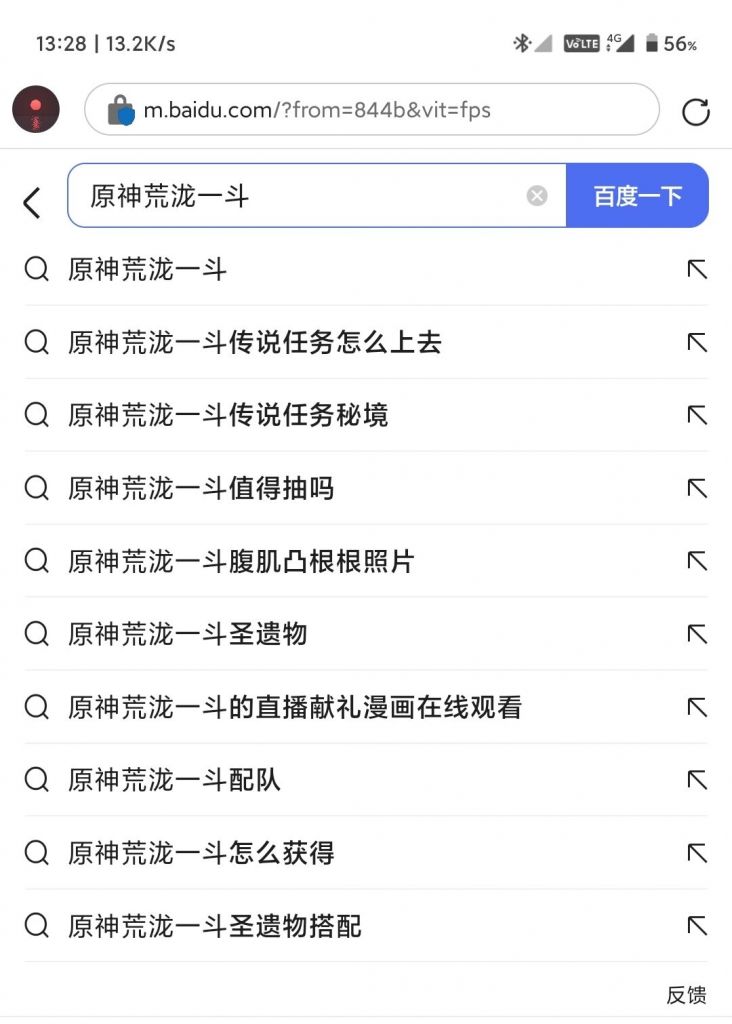 13:28 | 13.2K/s VoLTE 4G 56%
m.baidu.com/?from=844b&vit=fps
原神荒泷一斗 百度一下
原神荒泷一斗
原神荒泷一斗传说任务怎么上去
原神荒泷一斗传说任务秘境
原神荒泷一斗值得抽吗
原神荒泷一斗腹肌凸根根照片
原神荒泷一斗圣遗物
原神荒泷一斗的直播献礼漫画在线观看
原神荒泷一斗配队
原神荒泷一斗怎么获得
原神荒泷一斗圣遗物搭配
反馈